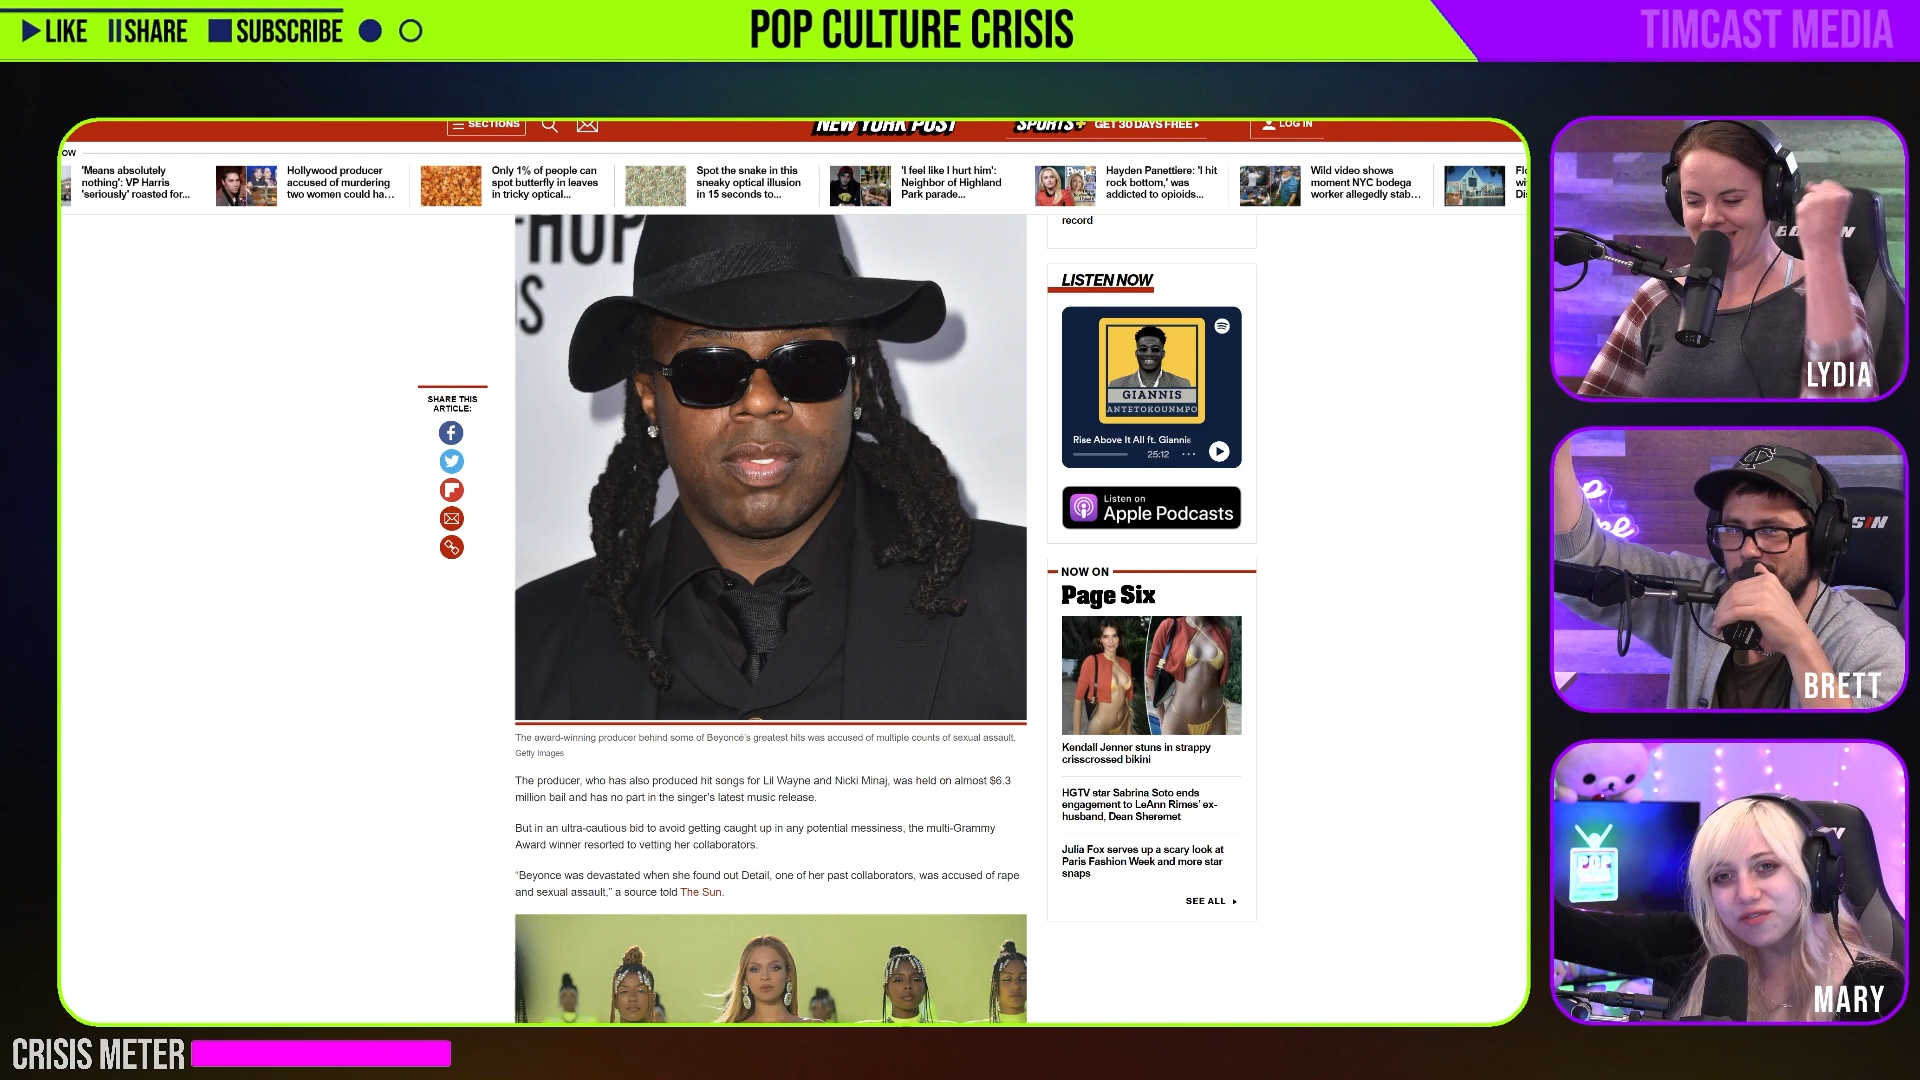 LIKE SHARE SUBSCRIBE
POP CULTURE CRISIS
TIMCAST MEDIA
SECTIONS
NEW YORK POST
SPORTS+ GET 30 DAYS FREE
LOG IN
OW
'Means absolutely
nothing': VP Harris
'seriously' roasted for...
Hollywood producer
accused of murdering
two women could ha...
Only 1% of people can
spot butterfly in leaves
in tricky optical...
Spot the snake in this
sneaky optical illusion
in 15 seconds to...
'I feel like I hurt him':
Neighbor of Highland
Park parade...
Hayden Panettiere: 'I hit
rock bottom,' was
addicted to opioids...
Wild video shows
moment NYC bodega
worker allegedly stab...
Flo
wi
Dis
HOP
S
SHARE THIS
ARTICLE:
The award-winning producer behind some of Beyoncé's greatest hits was accused of multiple counts of sexual assault.
Getty Images
The producer, who has also produced hit songs for Lil Wayne and Nicki Minaj, was held on almost $6.3
million bail and has no part in the singer's latest music release.
But in an ultra-cautious bid to avoid getting caught up in any potential messiness, the multi-Grammy
Award winner resorted to vetting her collaborators.
“Beyonce was devastated when she found out Detail, one of her past collaborators, was accused of rape
and sexual assault,” a source told The Sun.
record
LISTEN NOW
GIANNIS
ANTETOKOUNMPO
Rise Above It All ft. Giannis
25:12
Listen on
Apple Podcasts
NOW ON
Page Six
Kendall Jenner stuns in strappy
crisscrossed bikini
HGTV star Sabrina Soto ends
engagement to LeAnn Rimes' ex-
husband, Dean Sheremet
Julia Fox serves up a scary look at
Paris Fashion Week and more star
snaps
SEE ALL
LYDIA
BRETT
POP
MARY
CRISIS METER